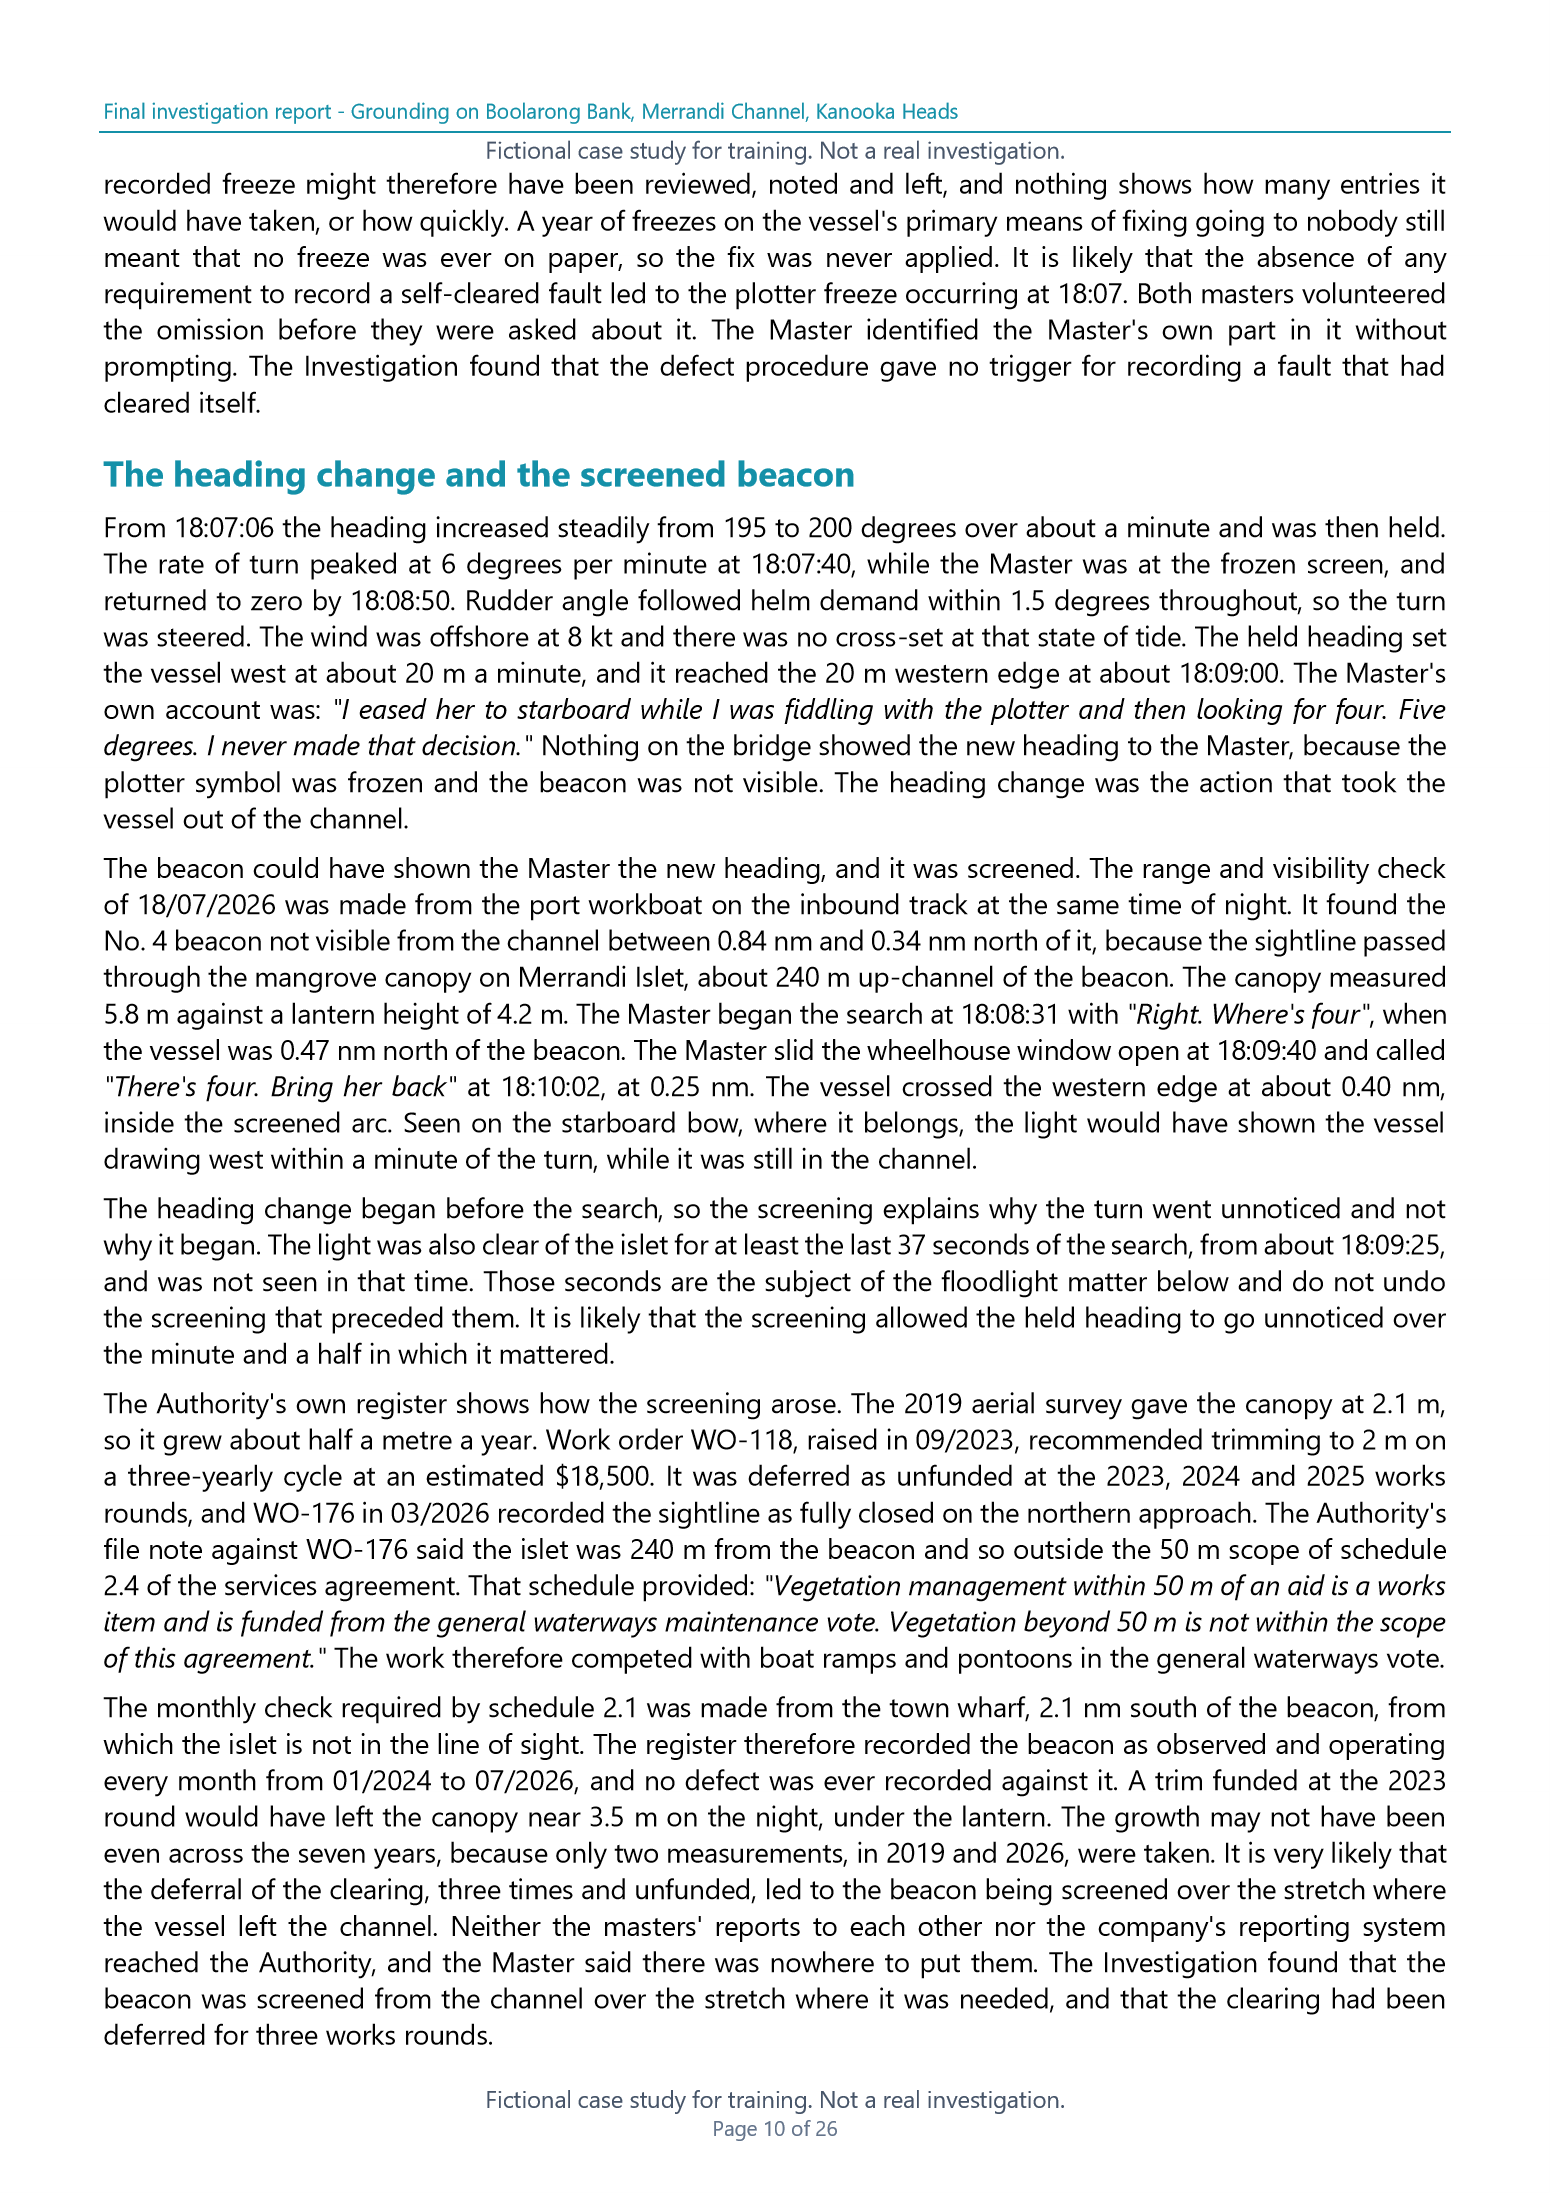 Final investigation report - Grounding on Boolarong Bank, Merrandi Channel, Kanooka Heads
Fictional case study for training. Not a real investigation.
recorded freeze might therefore have been reviewed, noted and left, and nothing shows how many entries it
would have taken, or how quickly. A year of freezes on the vessel's primary means of fixing going to nobody still
meant that no freeze was ever on paper, so the fix was never applied. It is likely that the absence of any
requirement to record a self-cleared fault led to the plotter freeze occurring at 18:07. Both masters volunteered
the omission before they were asked about it. The Master identified the Master's own part in it without
prompting. The Investigation found that the defect procedure gave no trigger for recording a fault that had
cleared itself.
The heading change and the screened beacon
From 18:07:06 the heading increased steadily from 195 to 200 degrees over about a minute and was then held.
The rate of turn peaked at 6 degrees per minute at 18:07:40, while the Master was at the frozen screen, and
returned to zero by 18:08:50. Rudder angle followed helm demand within 1.5 degrees throughout, so the turn
was steered. The wind was offshore at 8 kt and there was no cross-set at that state of tide. The held heading set
the vessel west at about 20 m a minute, and it reached the 20 m western edge at about 18:09:00. The Master's
own account was: "I eased her to starboard while I was fiddling with the plotter and then looking for four. Five
degrees. I never made that decision." Nothing on the bridge showed the new heading to the Master, because the
plotter symbol was frozen and the beacon was not visible. The heading change was the action that took the
vessel out of the channel.
The beacon could have shown the Master the new heading, and it was screened. The range and visibility check
of 18/07/2026 was made from the port workboat on the inbound track at the same time of night. It found the
No. 4 beacon not visible from the channel between 0.84 nm and 0.34 nm north of it, because the sightline passed
through the mangrove canopy on Merrandi Islet, about 240 m up-channel of the beacon. The canopy measured
5.8 m against a lantern height of 4.2 m. The Master began the search at 18:08:31 with "Right. Where's four", when
the vessel was 0.47 nm north of the beacon. The Master slid the wheelhouse window open at 18:09:40 and called
"There's four. Bring her back" at 18:10:02, at 0.25 nm. The vessel crossed the western edge at about 0.40 nm,
inside the screened arc. Seen on the starboard bow, where it belongs, the light would have shown the vessel
drawing west within a minute of the turn, while it was still in the channel.
The heading change began before the search, so the screening explains why the turn went unnoticed and not
why it began. The light was also clear of the islet for at least the last 37 seconds of the search, from about 18:09:25,
and was not seen in that time. Those seconds are the subject of the floodlight matter below and do not undo
the screening that preceded them. It is likely that the screening allowed the held heading to go unnoticed over
the minute and a half in which it mattered.
The Authority's own register shows how the screening arose. The 2019 aerial survey gave the canopy at 2.1 m,
so it grew about half a metre a year. Work order WO-118, raised in 09/2023, recommended trimming to 2 m on
a three-yearly cycle at an estimated $18,500. It was deferred as unfunded at the 2023, 2024 and 2025 works
rounds, and WO-176 in 03/2026 recorded the sightline as fully closed on the northern approach. The Authority's
file note against WO-176 said the islet was 240 m from the beacon and so outside the 50 m scope of schedule
2.4 of the services agreement. That schedule provided: "Vegetation management within 50 m of an aid is a works
item and is funded from the general waterways maintenance vote. Vegetation beyond 50 m is not within the scope
of this agreement." The work therefore competed with boat ramps and pontoons in the general waterways vote.
The monthly check required by schedule 2.1 was made from the town wharf, 2.1 nm south of the beacon, from
which the islet is not in the line of sight. The register therefore recorded the beacon as observed and operating
every month from 01/2024 to 07/2026, and no defect was ever recorded against it. A trim funded at the 2023
round would have left the canopy near 3.5 m on the night, under the lantern. The growth may not have been
even across the seven years, because only two measurements, in 2019 and 2026, were taken. It is very likely that
the deferral of the clearing, three times and unfunded, led to the beacon being screened over the stretch where
the vessel left the channel. Neither the masters' reports to each other nor the company's reporting system
reached the Authority, and the Master said there was nowhere to put them. The Investigation found that the
beacon was screened from the channel over the stretch where it was needed, and that the clearing had been
deferred for three works rounds.
Fictional case study for training. Not a real investigation.
Page 10 of 26